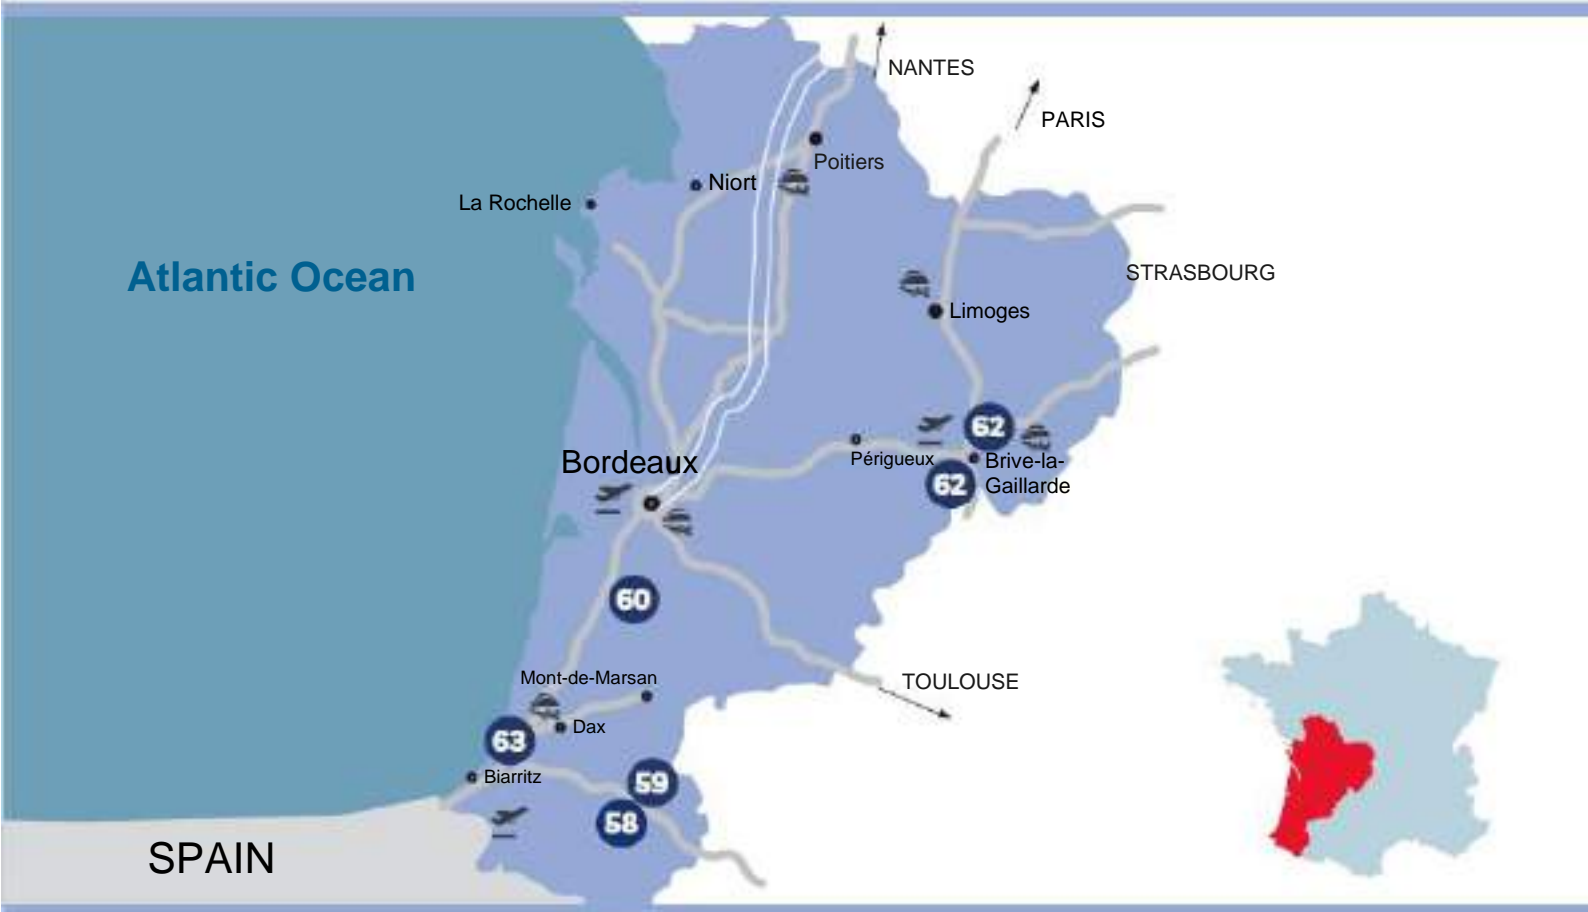 NANTES
PARIS
Poitiers
Niort
La Rochelle
Atlantic Ocean
STRASBOURG
Limoges
62
Bordeaux
Périgueux
Brive-la-
Gaillarde
62
60
Mont-de-Marsan
TOULOUSE
Dax
63
Biarritz
59
58
SPAIN